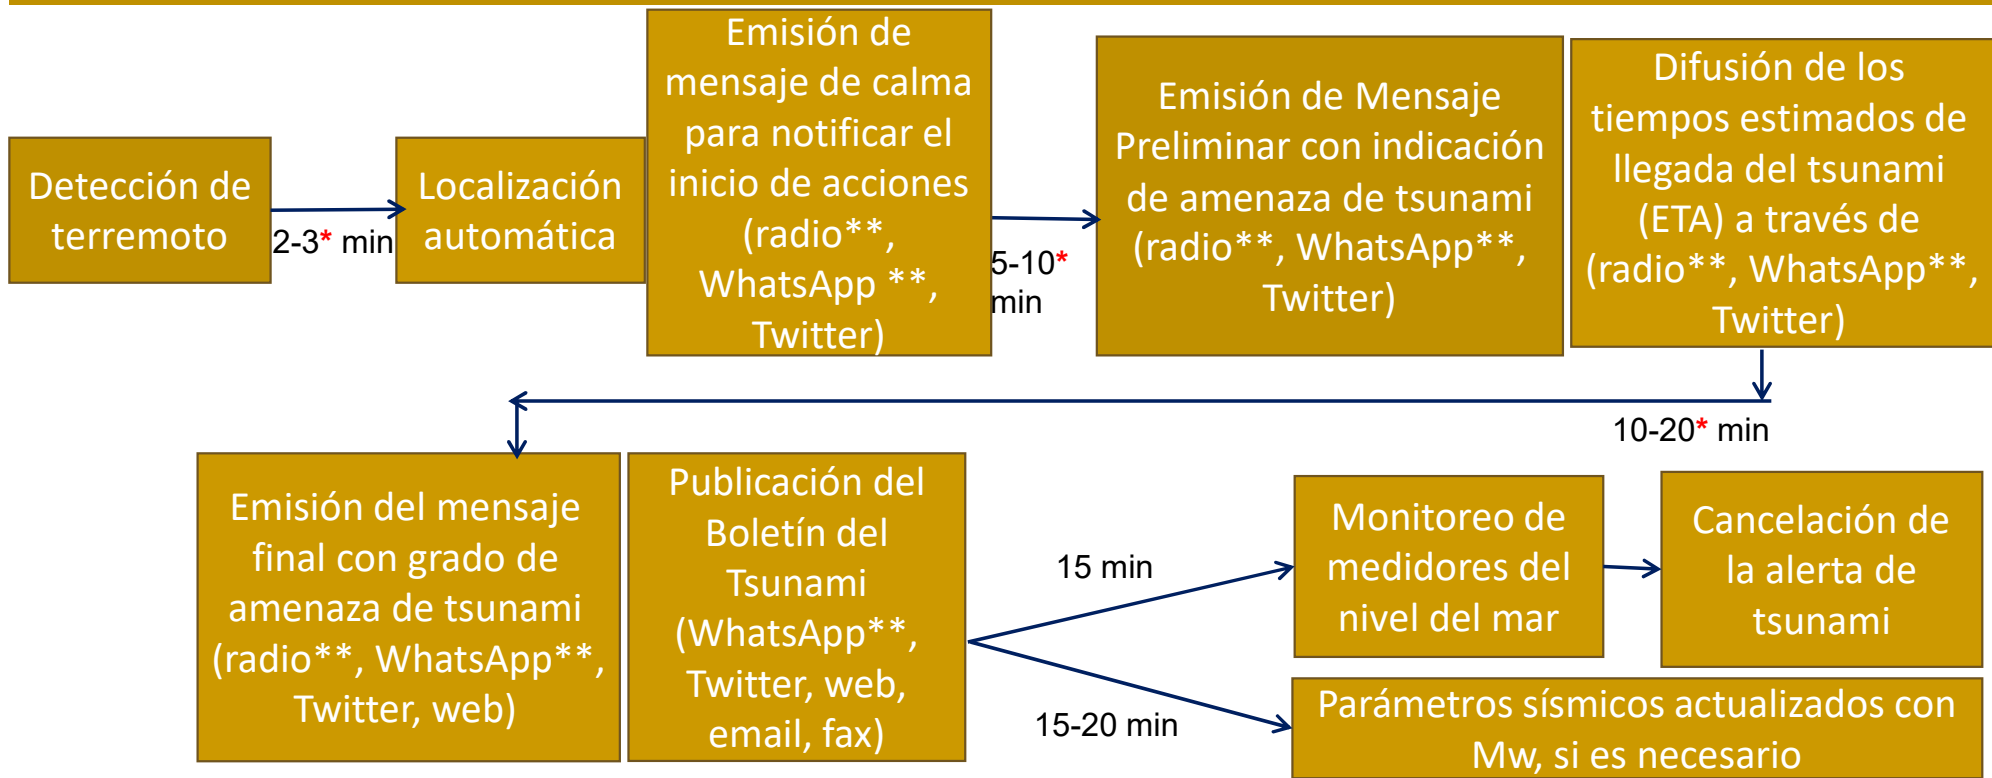 Detección de
terremoto
2-3* min
Localización
automática
Emisión de
mensaje de calma
para notificar el
inicio de acciones
(radio**,
WhatsApp **,
Twitter)
5-10*
min
Emisión de Mensaje
Preliminar con indicación
de amenaza de tsunami
(radio**, WhatsApp**,
Twitter)
Difusión de los
tiempos estimados de
llegada del tsunami
(ETA) a través de
(radio**, WhatsApp**,
Twitter)
10-20* min
Emisión del mensaje
final con grado de
amenaza de tsunami
(radio**, WhatsApp**,
Twitter, web)
Publicación del
Boletín del
Tsunami
(WhatsApp**,
Twitter, web,
email, fax)
15 min
Monitoreo de
medidores del
nivel del mar
Cancelación de
la alerta de
tsunami
15-20 min
Parámetros sísmicos actualizados con
Mw, si es necesario